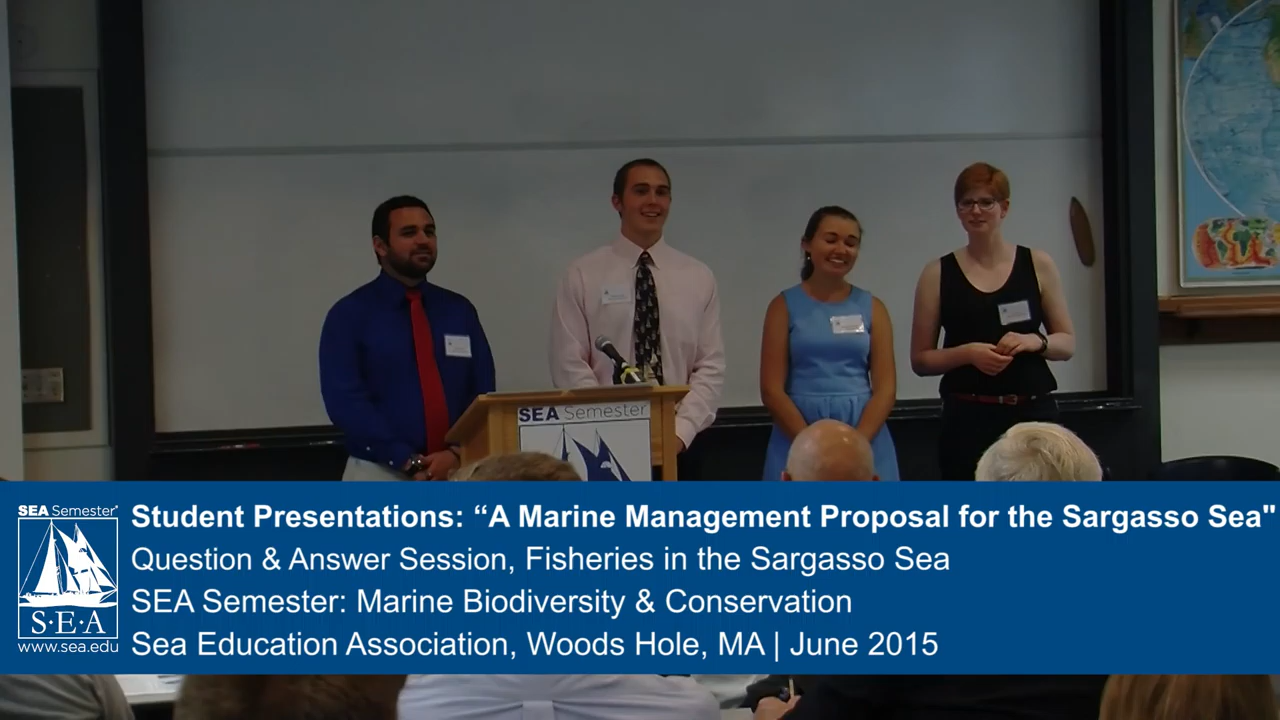 SEA Semester
SEA Semester®
Student Presentations: “A Marine Management Proposal for the Sargasso Sea"
Question & Answer Session, Fisheries in the Sargasso Sea
SEA Semester: Marine Biodiversity & Conservation
Sea Education Association, Woods Hole, MA | June 2015
S·E·A
www.sea.edu